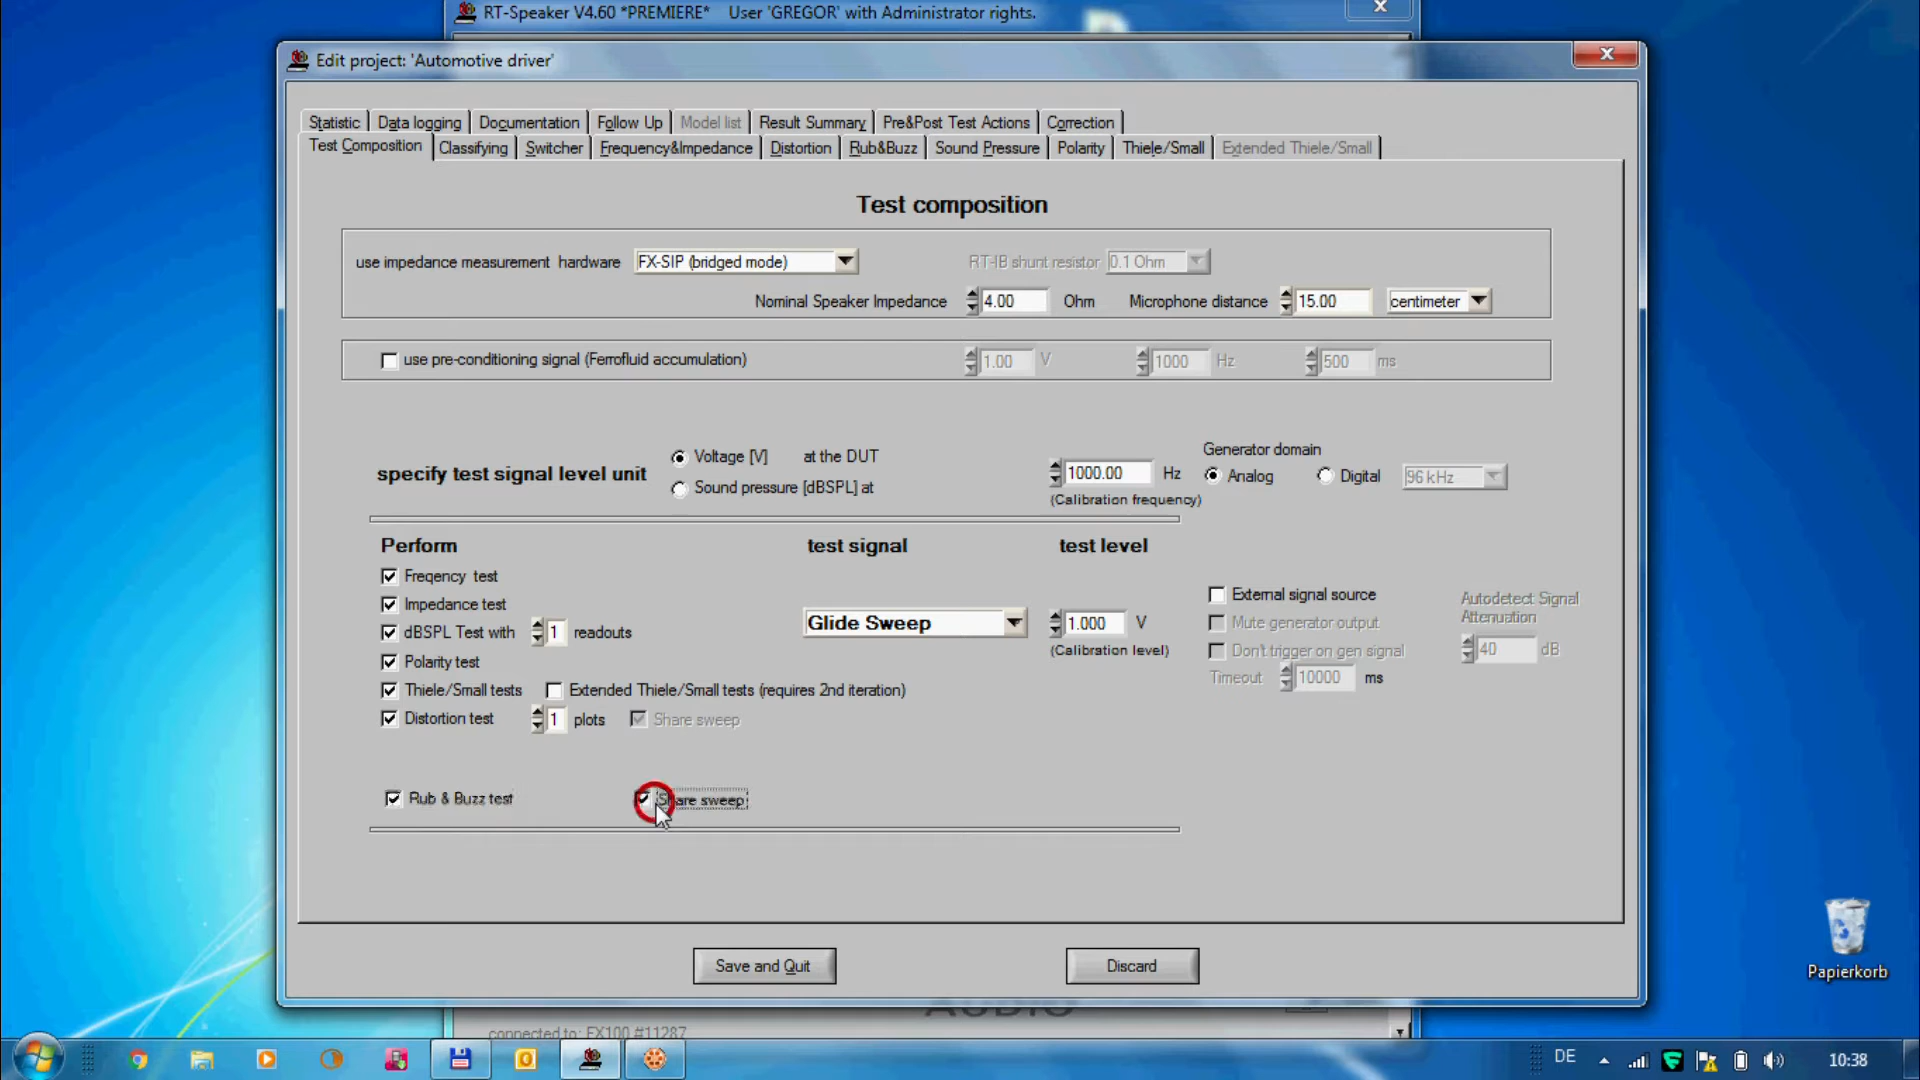 RT-Speaker V4.60 *PREMIERE* User 'GREGOR' with Administrator rights.
Edit project: 'Automotive driver'
Statistic Data logging Documentation Follow Up Model list Result Summary Pre&Post Test Actions Correction
Test Composition Classifying Switcher Frequency&Impedance Distortion Rub&Buzz Sound Pressure Polarity Thiele/Small Extended Thiele/Small
Test composition
use impedance measurement hardware FX-SIP (bridged mode) RT-IB shunt resistor 0.1 Ohm
Nominal Speaker Impedance 4.00 Ohm Microphone distance 15.00 centimeter
use pre-conditioning signal (Ferrofluid accumulation) 1.00 V 1000 Hz 500 ms
specify test signal level unit
Voltage [V] at the DUT
Sound pressure [dBSPL] at
1000.00 Hz
(Calibration frequency)
Generator domain
Analog Digital 96 kHz
Perform test signal test level
Freqency test
Impedance test
dBSPL Test with 1 readouts
Polarity test
Thiele/Small tests Extended Thiele/Small tests (requires 2nd iteration)
Distortion test 1 plots Share sweep
Glide Sweep
1.000 V
(Calibration level)
External signal source
Mute generator output
Don't trigger on gen signal
Timeout 10000 ms
Autodetect Signal
Attenuation
40 dB
Rub & Buzz test Share sweep
Save and Quit Discard
AUDIO
connected to: FX100 #11287
Papierkorb
DE 10:38